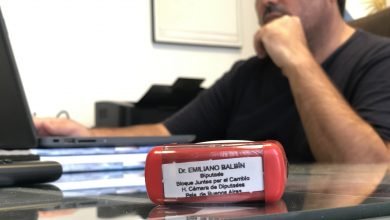 Dr. EMILIANO BALBÍN
Diputado
Bloque Juntos por el Cambio
H. Cámara de Diputados
Pcia. de Buenos Aires